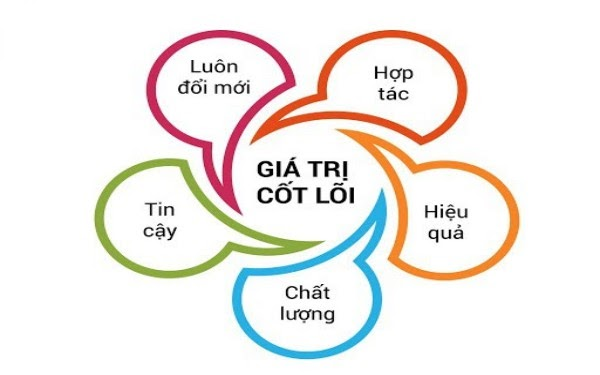 Luôn
đổi mới
Hợp
tác
GIÁ TRỊ
CỐT LÕI
Tin
cậy
Hiệu
quả
Chất
lượng